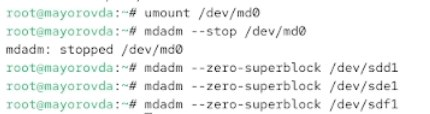 root@mayorovda:~# umount /dev/md0
root@mayorovda:~# mdadm --stop /dev/md0
mdadm: stopped /dev/md0
root@mayorovda:~# mdadm --zero-superblock /dev/sdd1
root@mayorovda:~# mdadm --zero-superblock /dev/sde1
root@mayorovda:~# mdadm --zero-superblock /dev/sdf1